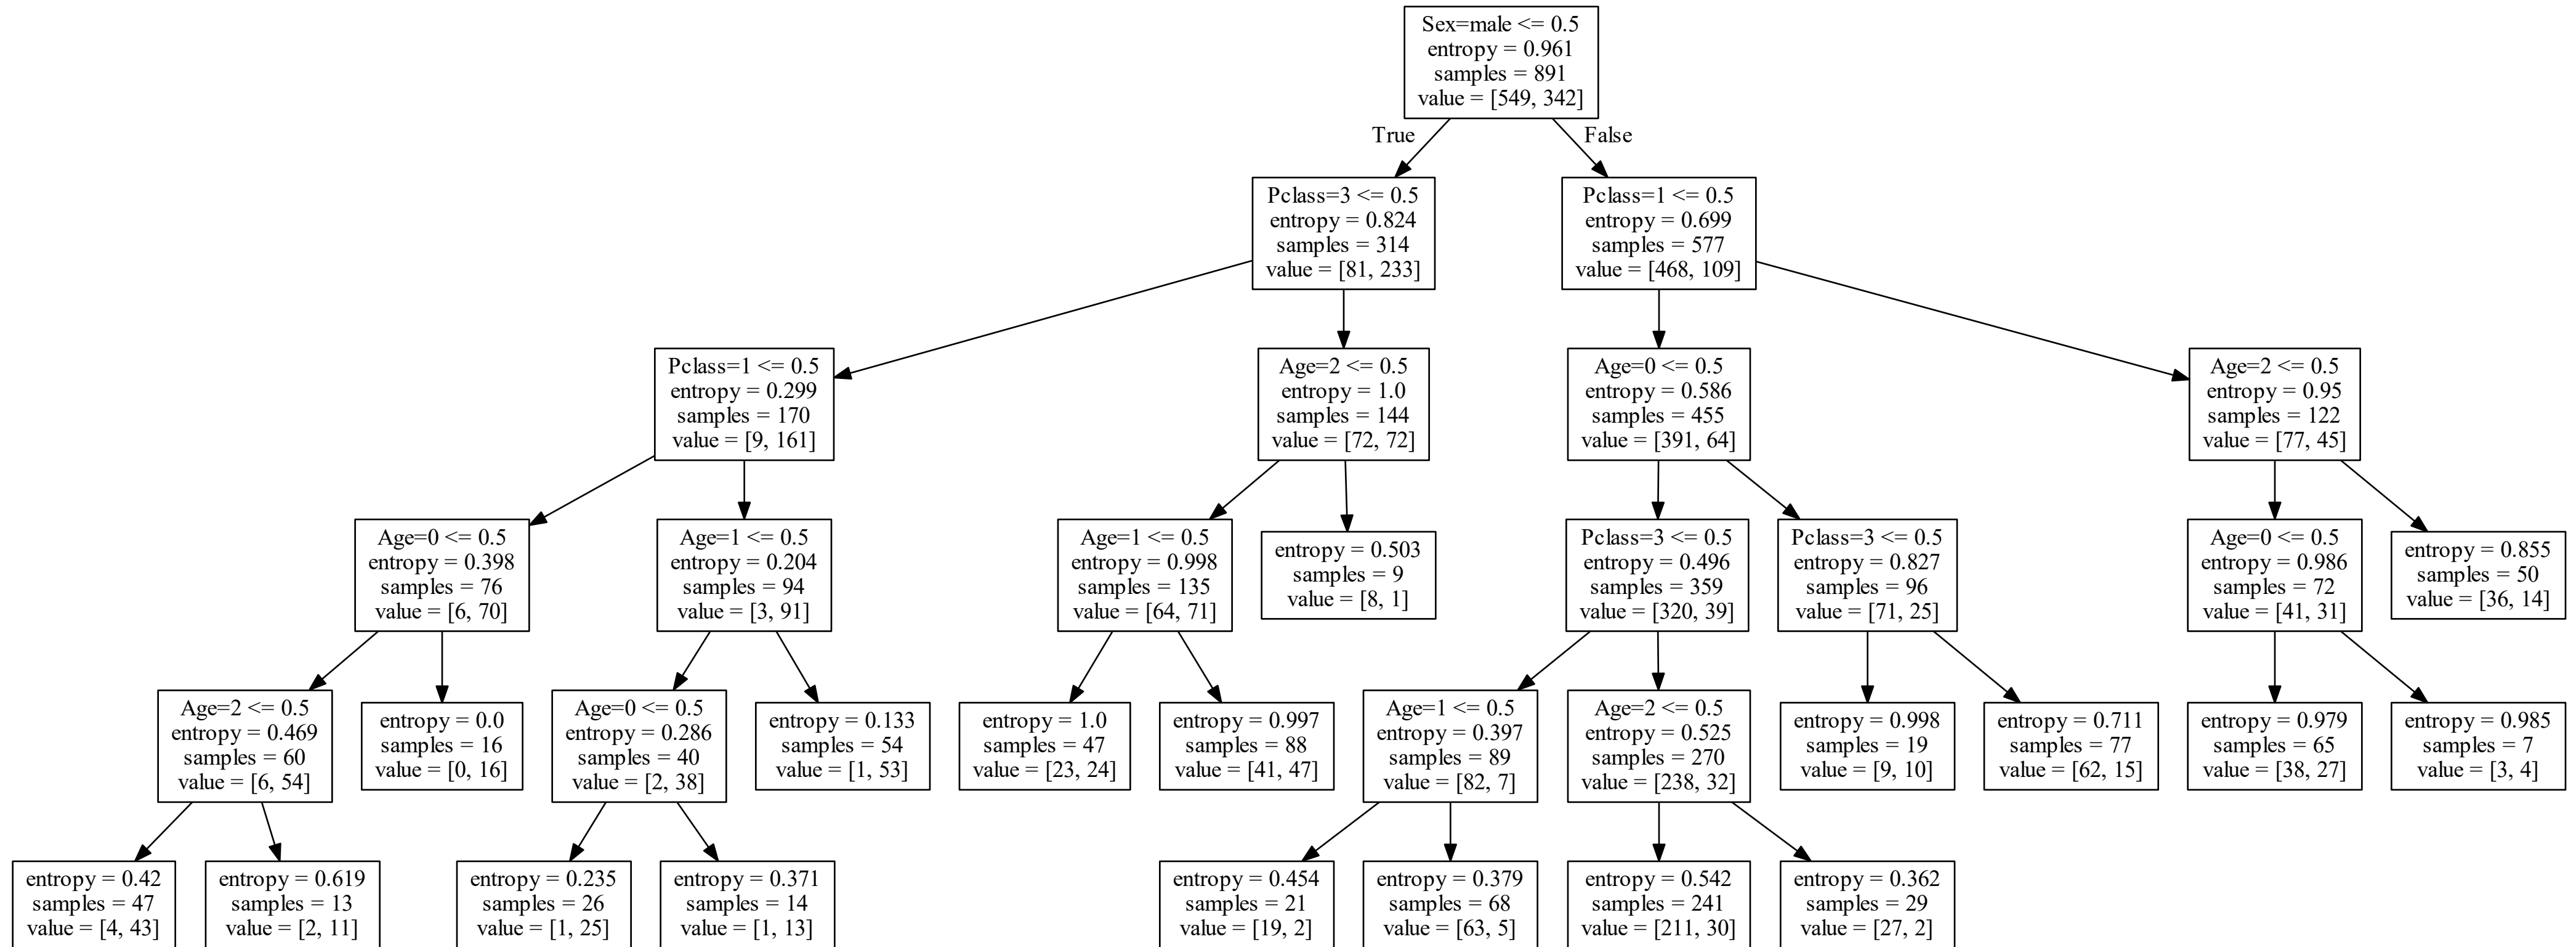 Sex=male <= 0.5
entropy = 0.961
samples = 891
value = [549, 342]
True
False
Pclass=3 <= 0.5
entropy = 0.824
samples = 314
value = [81, 233]
Pclass=1 <= 0.5
entropy = 0.699
samples = 577
value = [468, 109]
Pclass=1 <= 0.5
entropy = 0.299
samples = 170
value = [9, 161]
Age=2 <= 0.5
entropy = 1.0
samples = 144
value = [72, 72]
Age=0 <= 0.5
entropy = 0.586
samples = 455
value = [391, 64]
Age=2 <= 0.5
entropy = 0.95
samples = 122
value = [77, 45]
Age=0 <= 0.5
entropy = 0.398
samples = 76
value = [6, 70]
Age=1 <= 0.5
entropy = 0.204
samples = 94
value = [3, 91]
Age=1 <= 0.5
entropy = 0.998
samples = 135
value = [64, 71]
entropy = 0.503
samples = 9
value = [8, 1]
Pclass=3 <= 0.5
entropy = 0.496
samples = 359
value = [320, 39]
Pclass=3 <= 0.5
entropy = 0.827
samples = 96
value = [71, 25]
Age=0 <= 0.5
entropy = 0.986
samples = 72
value = [41, 31]
entropy = 0.855
samples = 50
value = [36, 14]
Age=2 <= 0.5
entropy = 0.469
samples = 60
value = [6, 54]
entropy = 0.0
samples = 16
value = [0, 16]
Age=0 <= 0.5
entropy = 0.286
samples = 40
value = [2, 38]
entropy = 0.133
samples = 54
value = [1, 53]
entropy = 1.0
samples = 47
value = [23, 24]
entropy = 0.997
samples = 88
value = [41, 47]
Age=1 <= 0.5
entropy = 0.397
samples = 89
value = [82, 7]
Age=2 <= 0.5
entropy = 0.525
samples = 270
value = [238, 32]
entropy = 0.998
samples = 19
value = [9, 10]
entropy = 0.711
samples = 77
value = [62, 15]
entropy = 0.979
samples = 65
value = [38, 27]
entropy = 0.985
samples = 7
value = [3, 4]
entropy = 0.42
samples = 47
value = [4, 43]
entropy = 0.619
samples = 13
value = [2, 11]
entropy = 0.235
samples = 26
value = [1, 25]
entropy = 0.371
samples = 14
value = [1, 13]
entropy = 0.454
samples = 21
value = [19, 2]
entropy = 0.379
samples = 68
value = [63, 5]
entropy = 0.542
samples = 241
value = [211, 30]
entropy = 0.362
samples = 29
value = [27, 2]